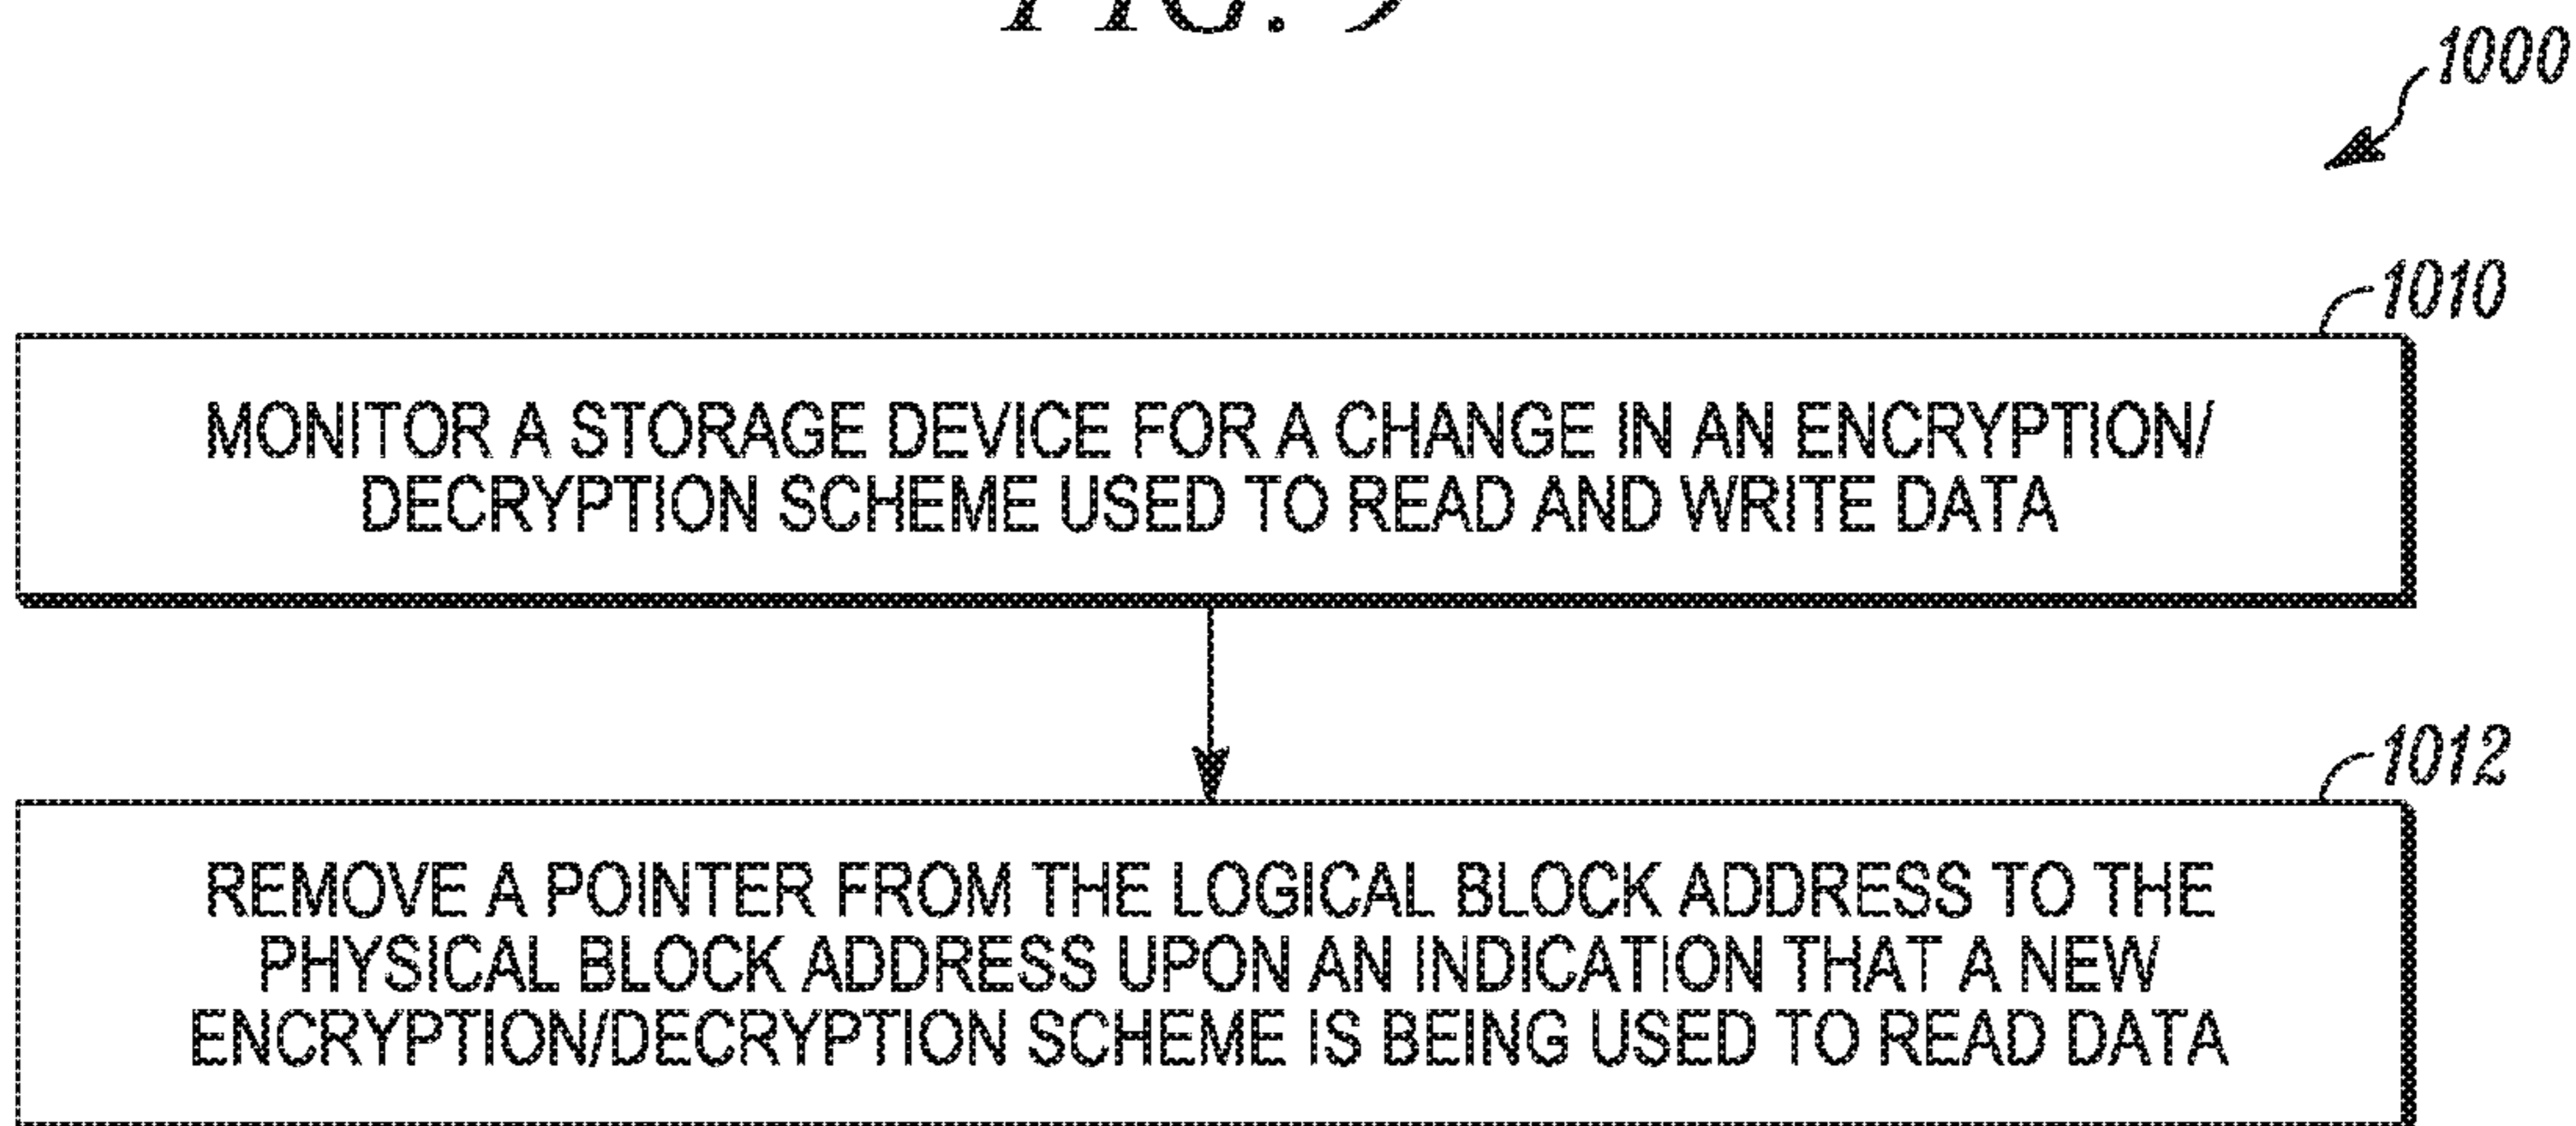 FIG. 9
1000
1010
MONITOR A STORAGE DEVICE FOR A CHANGE IN AN ENCRYPTION/
DECRYPTION SCHEME USED TO READ AND WRITE DATA
1012
REMOVE A POINTER FROM THE LOGICAL BLOCK ADDRESS TO THE
PHYSICAL BLOCK ADDRESS UPON AN INDICATION THAT A NEW
ENCRYPTION/DECRYPTION SCHEME IS BEING USED TO READ DATA